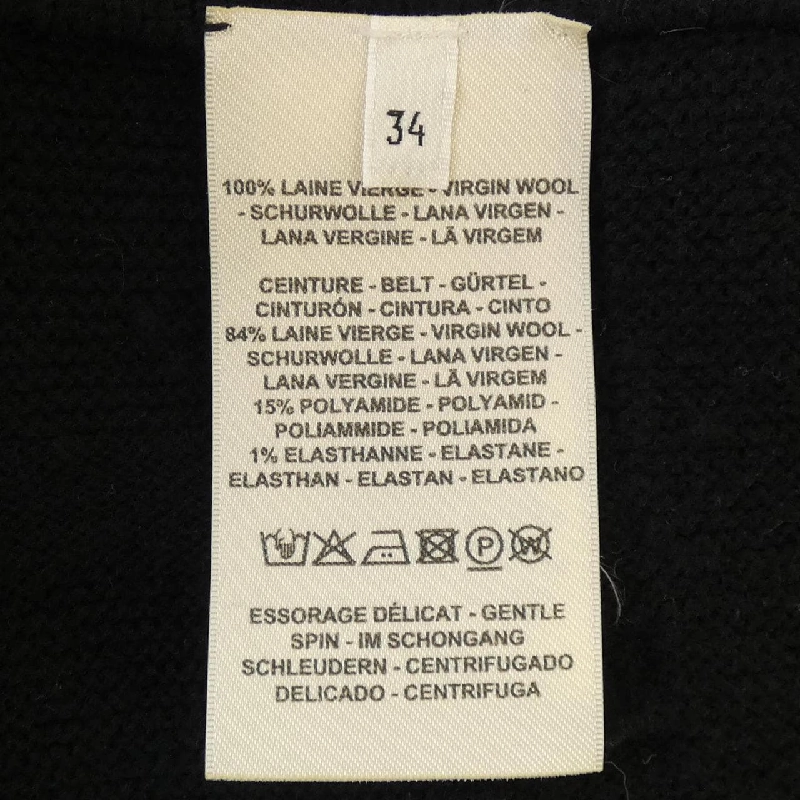 34
100% LAINE VIERGE - VIRGIN WOOL
- SCHURWOLLE - LANA VIRGEN -
LANA VERGINE - LÃ VIRGEM
CEINTURE - BELT - GÜRTEL -
CINTURÓN - CINTURA - CINTO
84% LAINE VIERGE - VIRGIN WOOL -
SCHURWOLLE - LANA VIRGEN -
LANA VERGINE - LÃ VIRGEM
15% POLYAMIDE - POLYAMID -
POLIAMMIDE - POLIAMIDA
1% ELASTHANNE - ELASTANE -
ELASTHAN - ELASTAN - ELASTANO
P W
ESSORAGE DÉLICAT - GENTLE
SPIN - IM SCHONGANG
SCHLEUDERN - CENTRIFUGADO
DELICADO - CENTRIFUGA